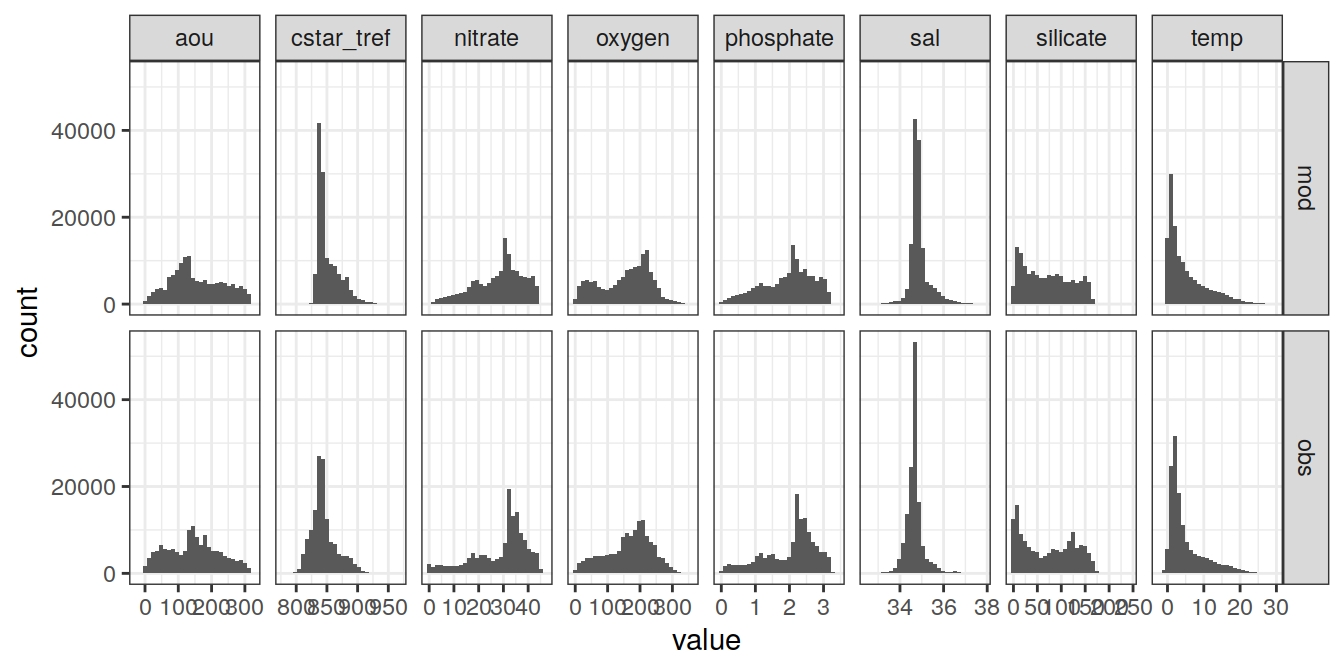 aou cstar_tref nitrate oxygen phosphate sal silicate temp
40000
20000
0
mod
count
40000
20000
0
obs
0 100 200 300 800 850 900 950 0 10 20 30 40 0 100 200 300 0 1 2 3 34 36 38 0 50 100 150 200 250 0 10 20 30
value